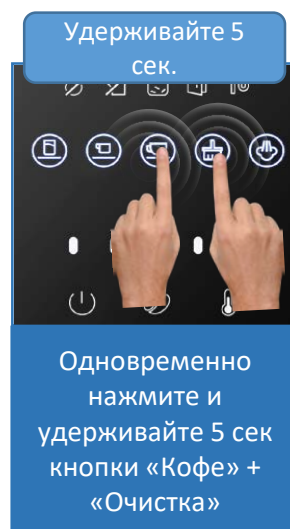 Удерживайте 5
сек.
Одновременно
нажмите и
удерживайте 5 сек
кнопки «Кофе» +
«Очистка»